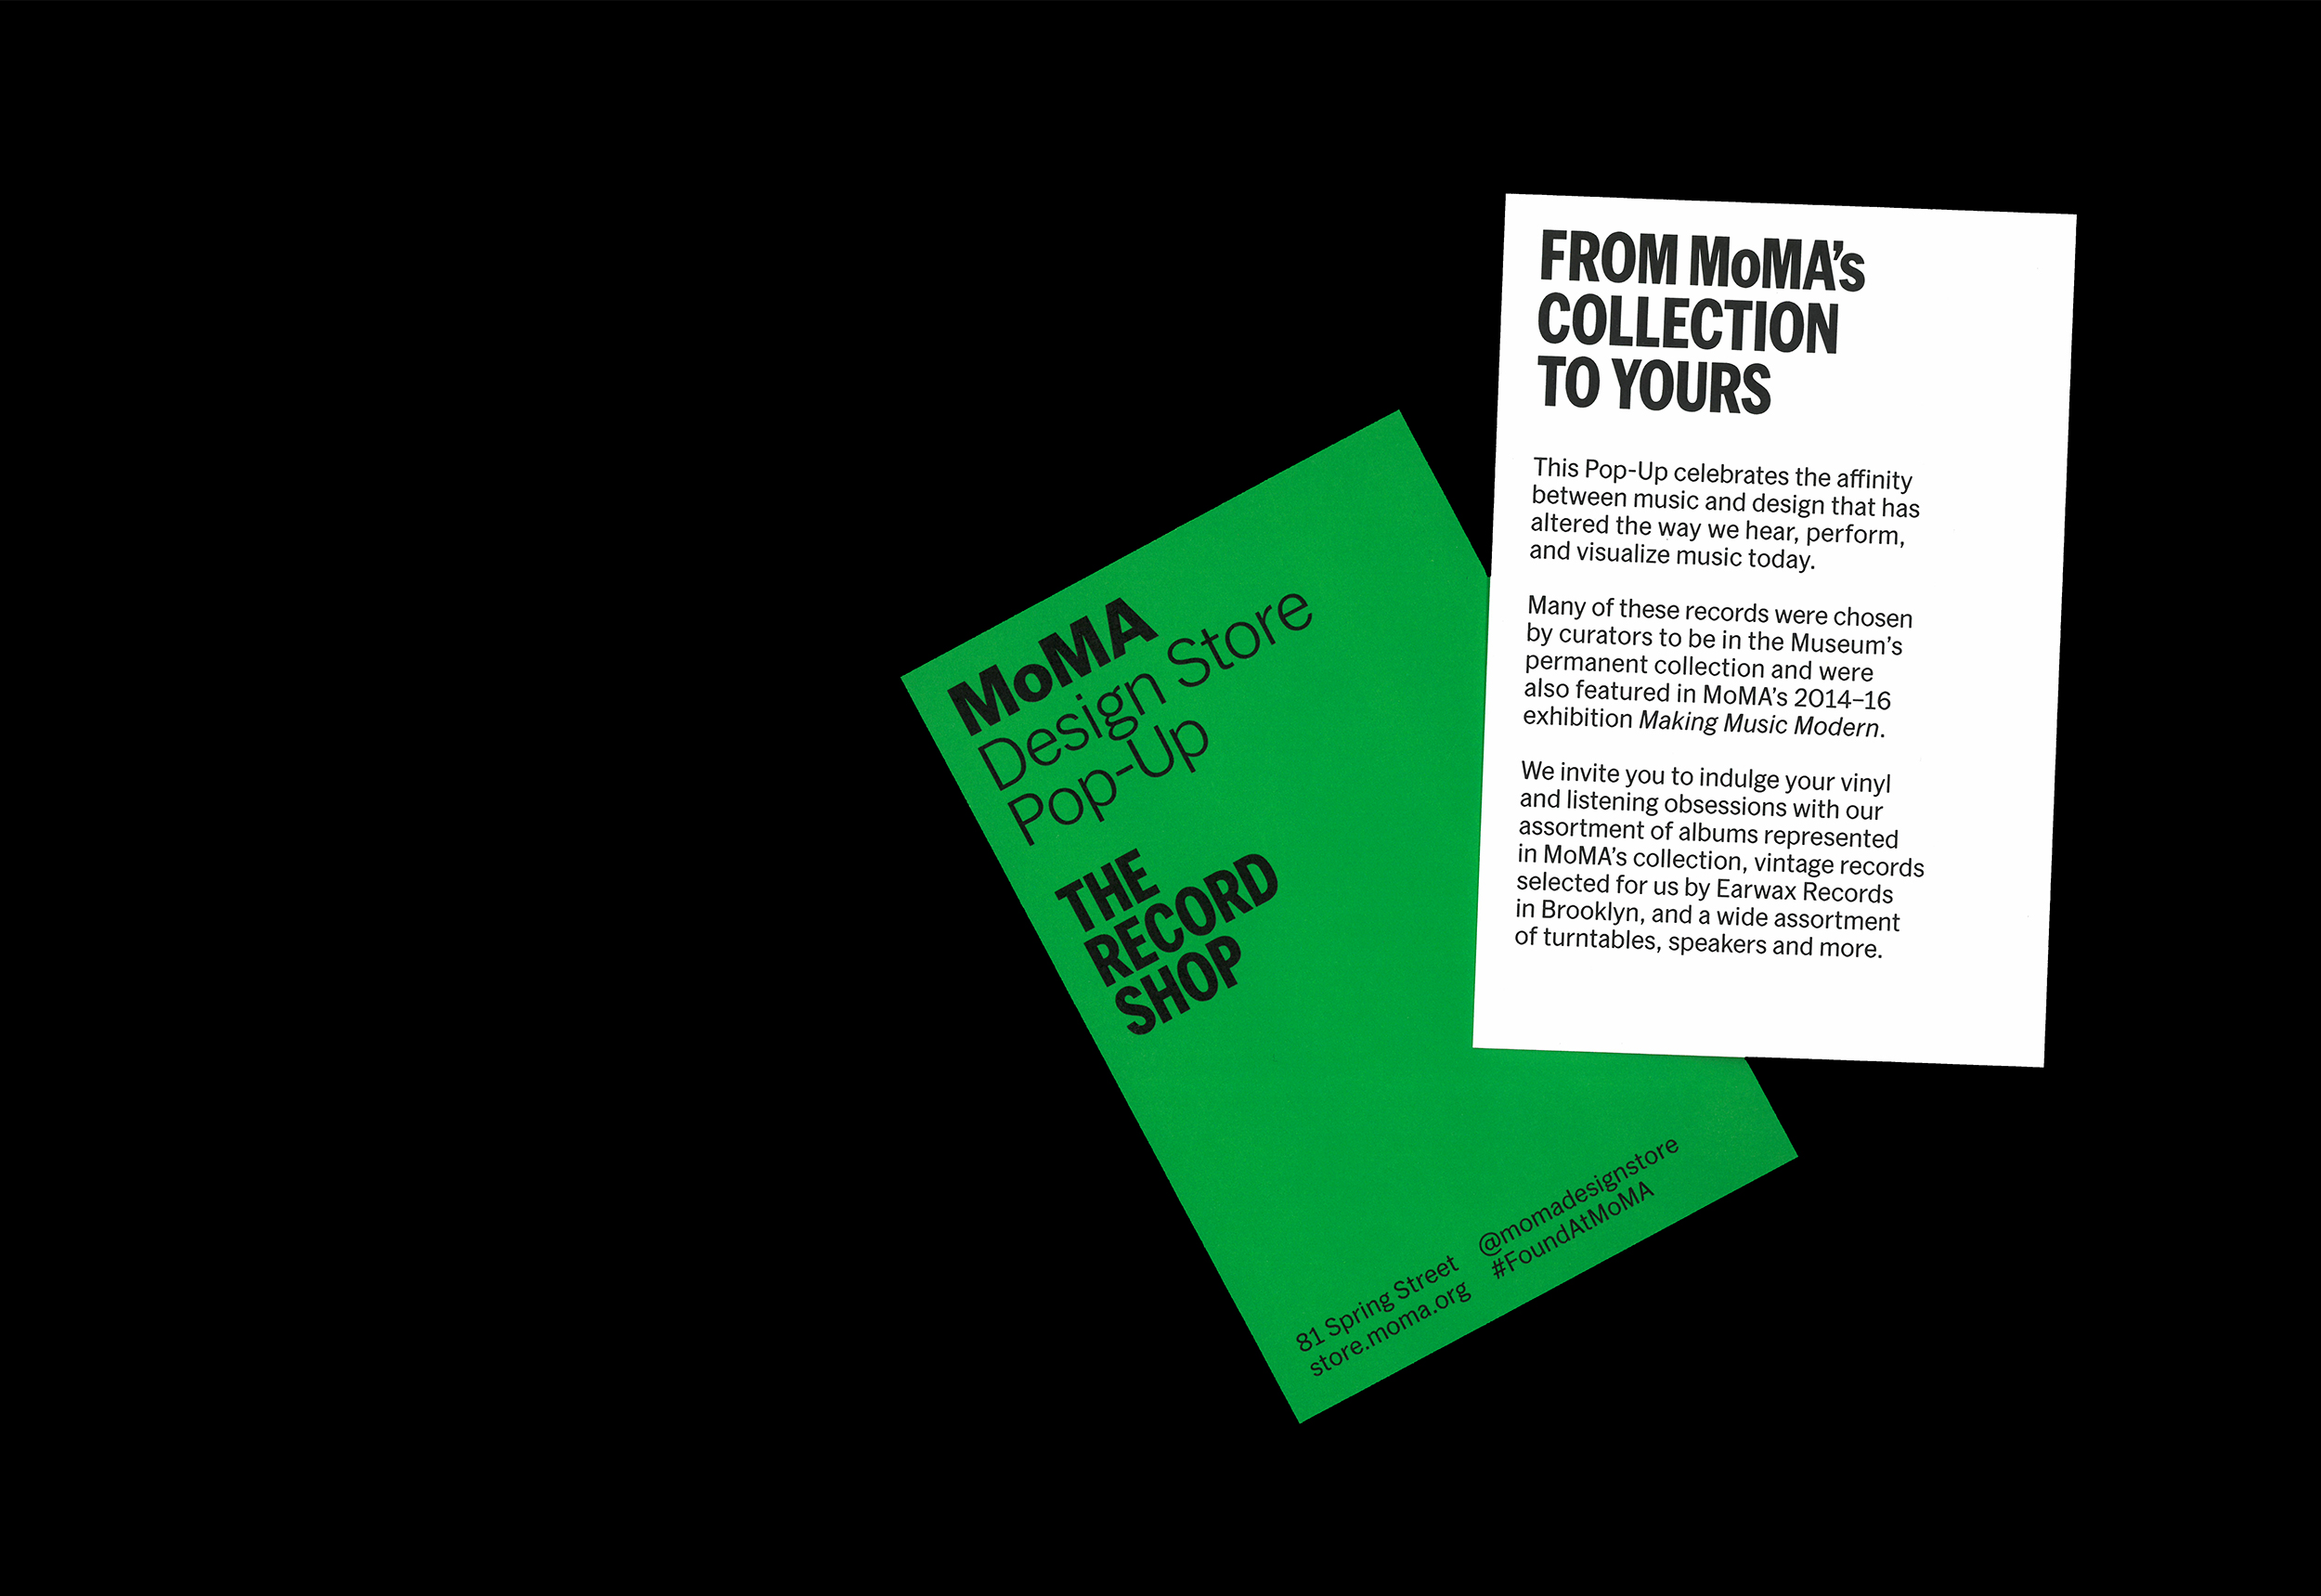 MoMA
Design Store
Pop-Up
THE
RECORD
SHOP
81 Spring Street
store.moma.org
@momadesignstore
#FoundAtMoMA
FROM MoMA’s
COLLECTION
TO YOURS
This Pop-Up celebrates the affinity
between music and design that has
altered the way we hear, perform,
and visualize music today.
Many of these records were chosen
by curators to be in the Museum’s
permanent collection and were
also featured in MoMA’s 2014–16
exhibition Making Music Modern.
We invite you to indulge your vinyl
and listening obsessions with our
assortment of albums represented
in MoMA’s collection, vintage records
selected for us by Earwax Records
in Brooklyn, and a wide assortment
of turntables, speakers and more.